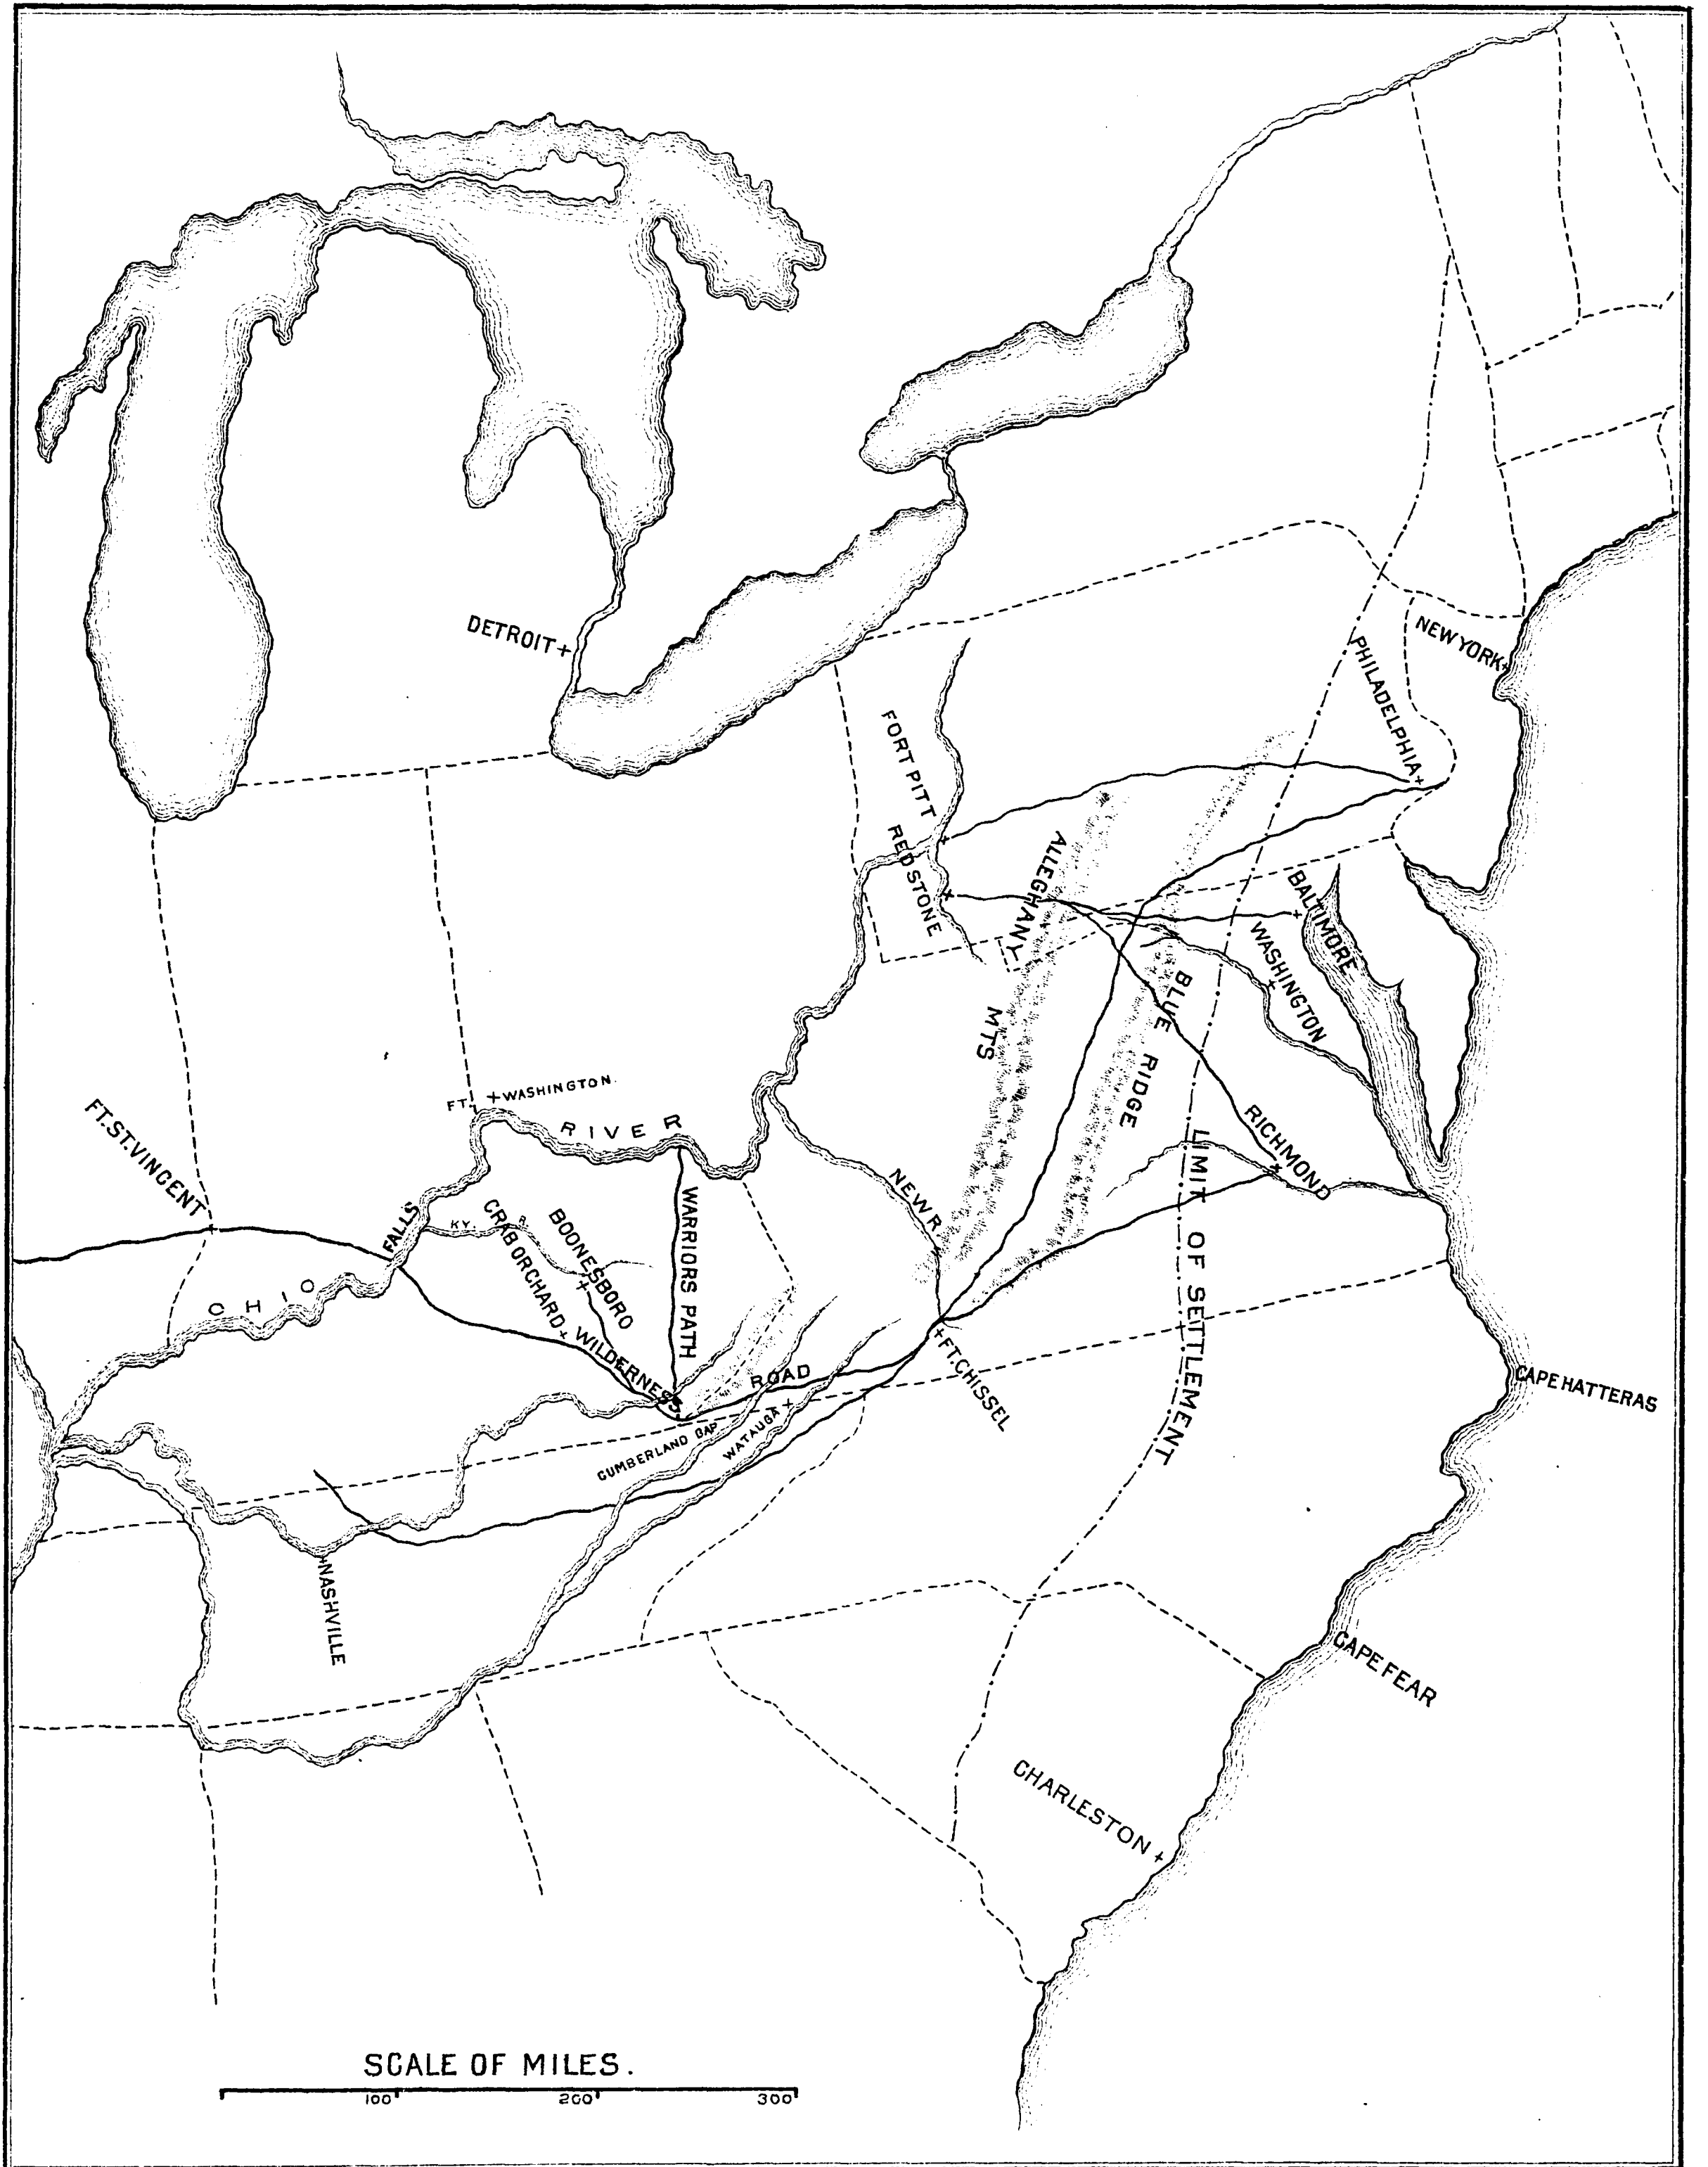 DETROIT
NEW YORK
PHILADELPHIA
FORT PITT
RED STONE
ALLEGHANY MTS
BALTIMORE
WASHINGTON
BLUE RIDGE
FT. WASHINGTON.
RIVER
FT. ST. VINCENT
RICHMOND
LIMIT OF SETTLEMENT
NEW R.
FALLS
KY. R.
CRAB ORCHARD
BOONESBORO
WARRIORS PATH
OHIO
WILDERNESS ROAD
FT. CHISSEL
CAPE HATTERAS
CUMBERLAND GAP
WATAUGA
NASHVILLE
CAPE FEAR
CHARLESTON
SCALE OF MILES.
100 200 300